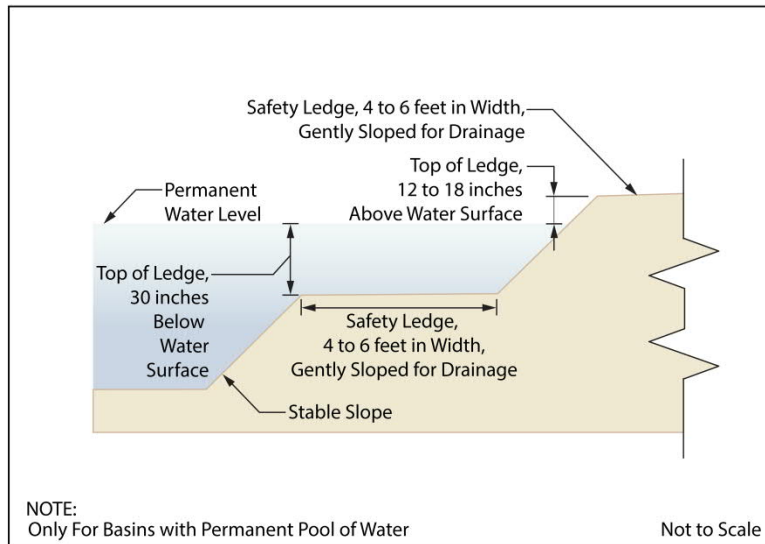 Safety Ledge, 4 to 6 feet in Width,
Gently Sloped for Drainage
Top of Ledge,
12 to 18 inches
Above Water Surface
Permanent
Water Level
Top of Ledge,
30 inches
Below
Water
Surface
Safety Ledge,
4 to 6 feet in Width,
Gently Sloped for Drainage
Stable Slope
NOTE:
Only For Basins with Permanent Pool of Water
Not to Scale